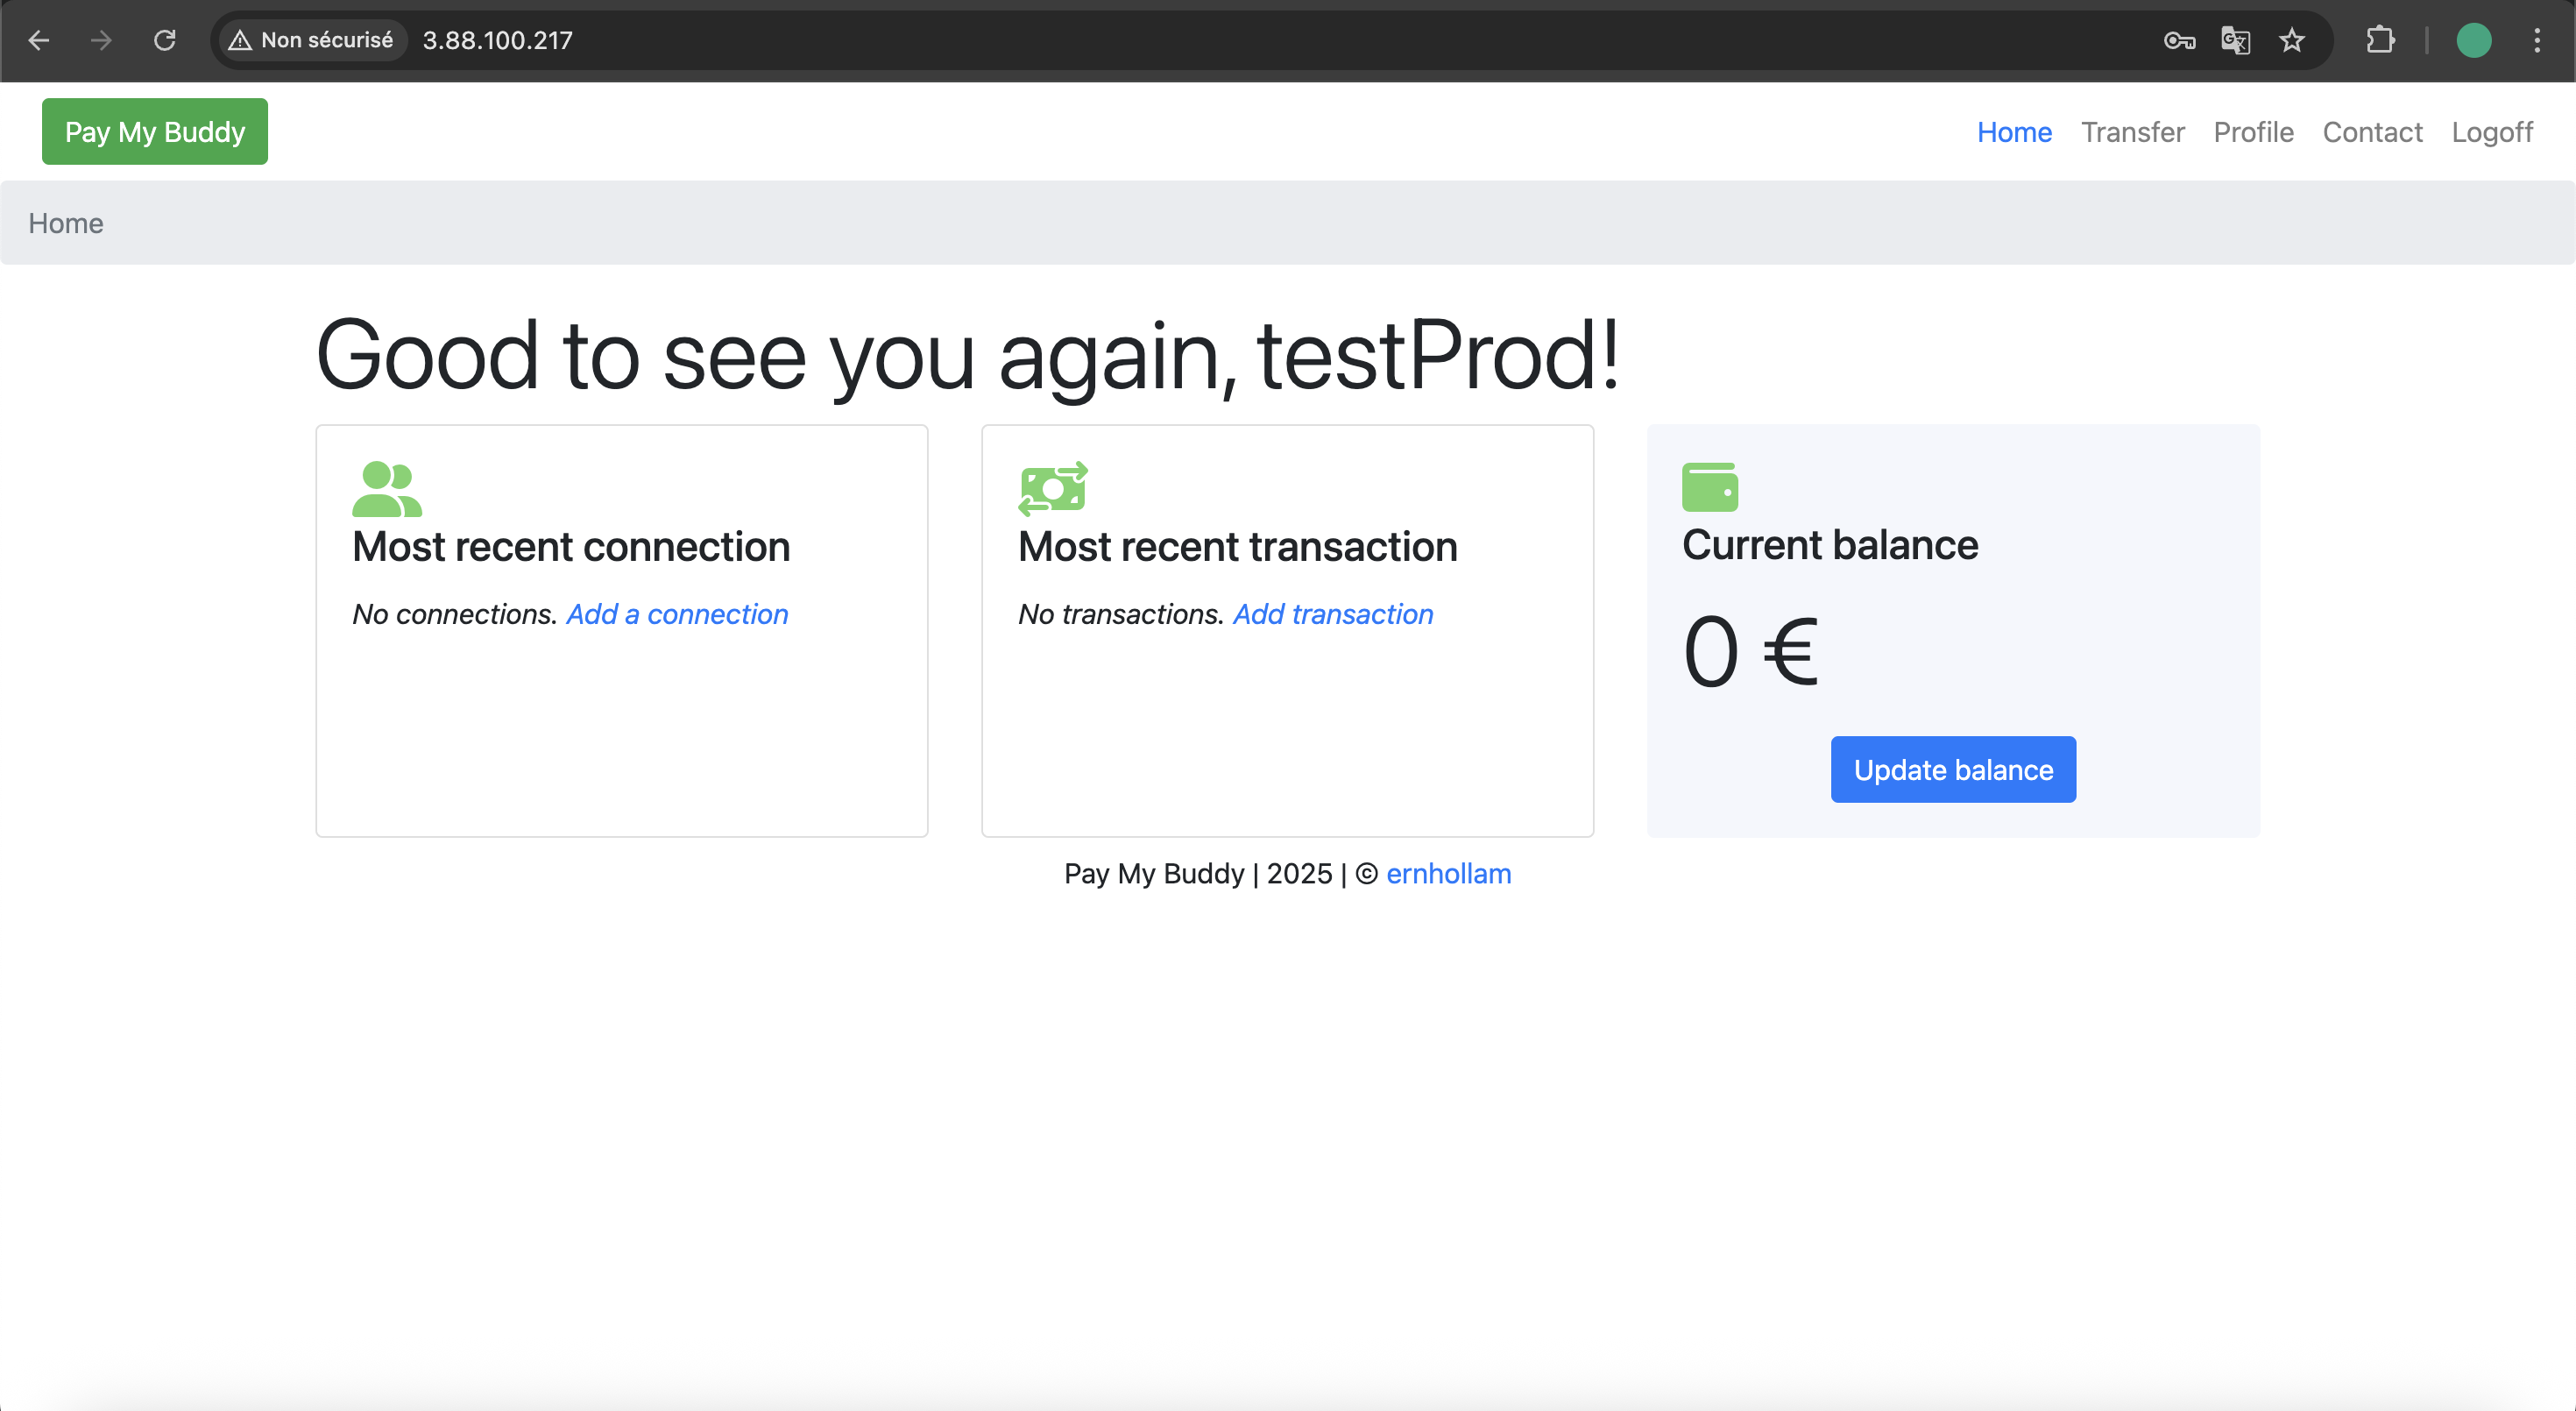 Non sécurisé 3.88.100.217
Pay My Buddy
Home Transfer Profile Contact Logoff
Home
Good to see you again, testProd!
Most recent connection
No connections. Add a connection
Most recent transaction
No transactions. Add transaction
Current balance
0 €
Update balance
Pay My Buddy | 2025 | © ernhollam